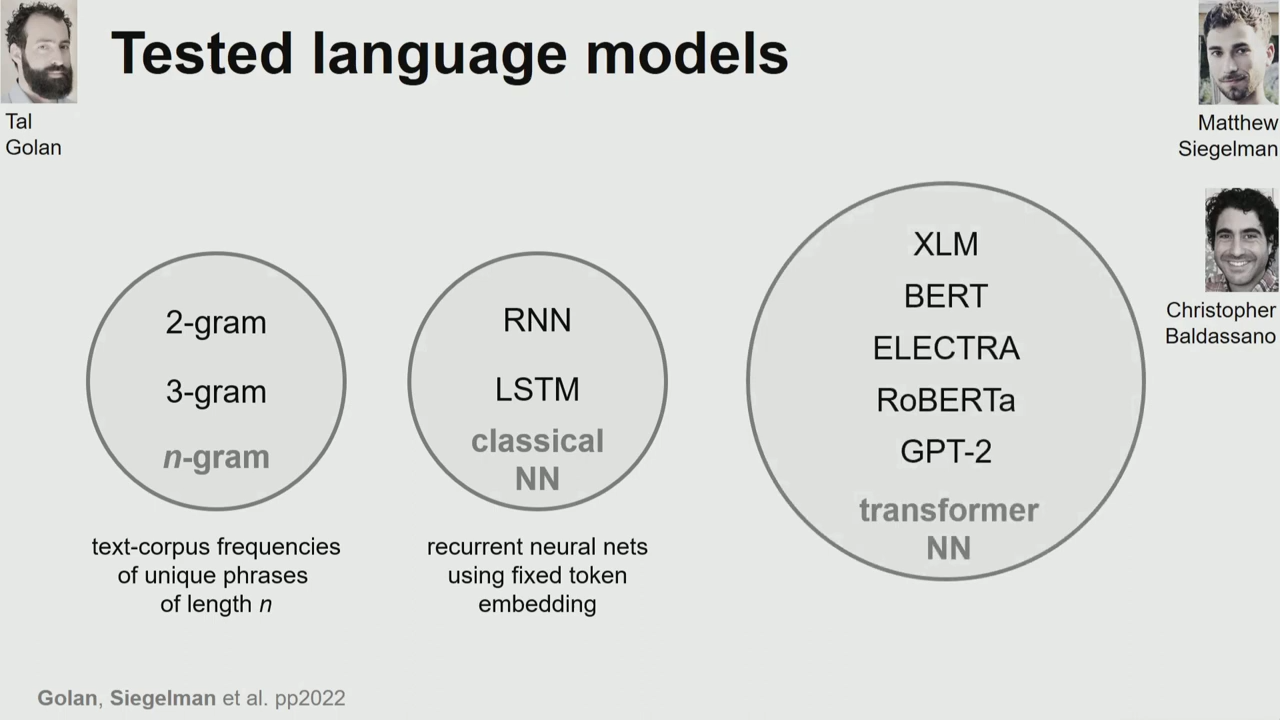 Tested language models
Tal
Golan
Matthew
Siegelman
Christopher
Baldassano
2-gram
3-gram
n-gram
text-corpus frequencies
of unique phrases
of length n
RNN
LSTM
classical
NN
recurrent neural nets
using fixed token
embedding
XLM
BERT
ELECTRA
RoBERTa
GPT-2
transformer
NN
Golan, Siegelman et al. pp2022